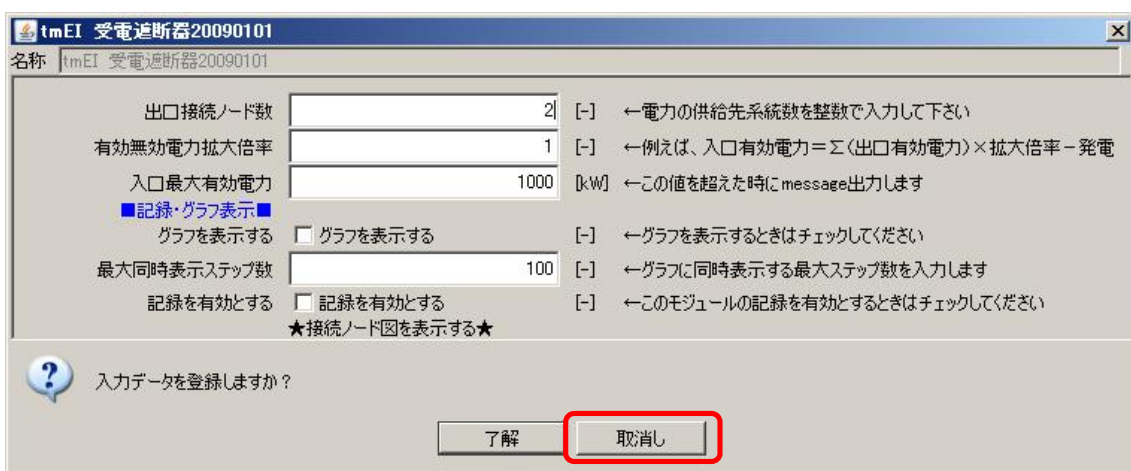 tmEI 受電遮断器20090101
名称 tmEI 受電遮断器20090101
出口接続ノード数 2 [-] ←電力の供給先系統数を整数で入力して下さい
有効無効電力拡大倍率 1 [-] ←例えば、入口有効電力＝Σ(出口有効電力)×拡大倍率－発電
入口最大有効電力 1000 [kW] ←この値を超えた時にmessage出力します
■記録・グラフ表示■
グラフを表示する グラフを表示する [-] ←グラフを表示するときはチェックしてください
最大同時表示ステップ数 100 [-] ←グラフに同時表示する最大ステップ数を入力します
記録を有効とする 記録を有効とする [-] ←このモジュールの記録を有効とするときはチェックしてください
★接続ノード図を表示する★
入力データを登録しますか？
了解 取消し